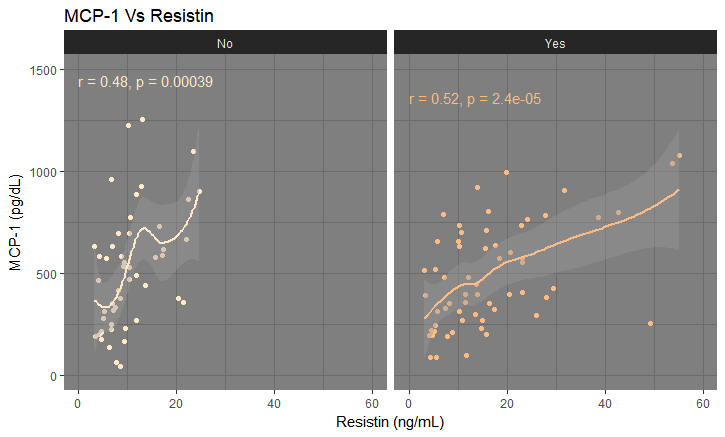 MCP-1 Vs Resistin
No Yes
r = 0.48, p = 0.00039
r = 0.52, p = 2.4e-05
1500
1000
500
0
MCP-1 (pg/dL)
0 20 40 60 0 20 40 60
Resistin (ng/mL)